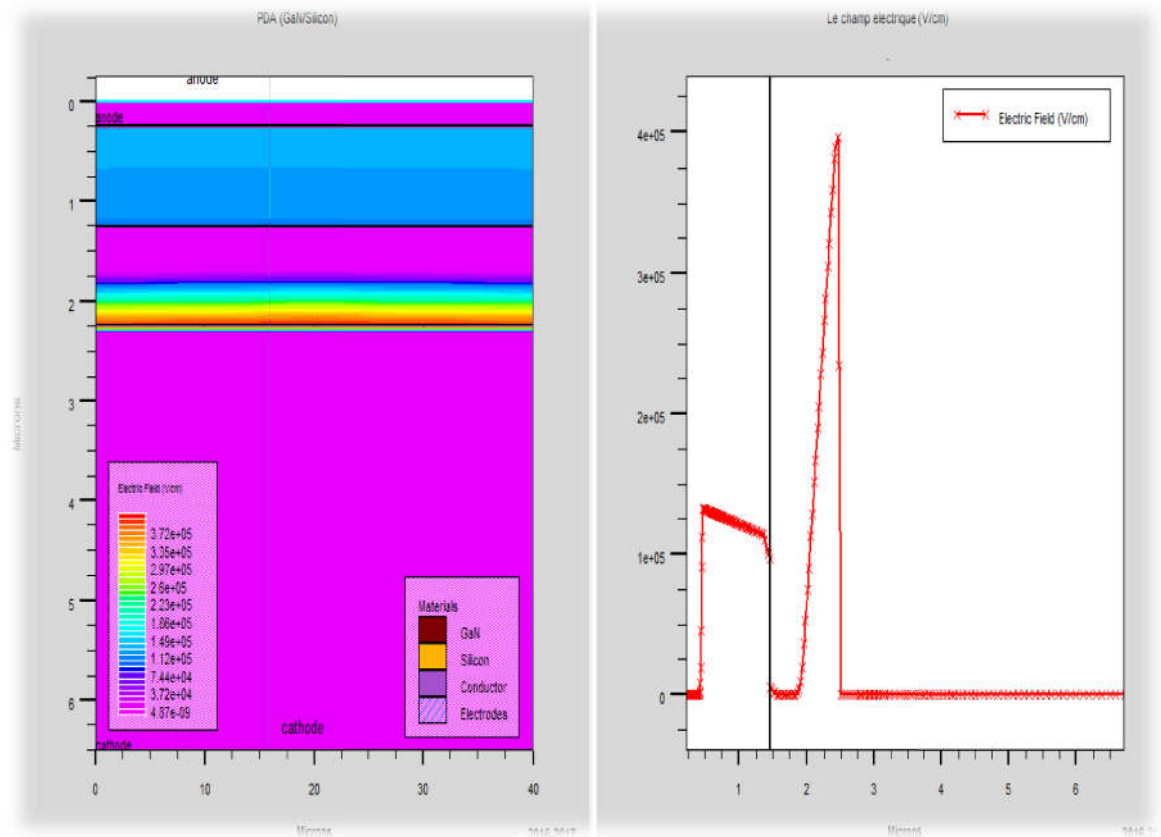 PDA (GaN/Silicon)
anode
0
anode
1
2
3
4
5
6
Microns
Electric Field (V/cm)
3.72e+05
3.35e+05
2.97e+05
2.6e+05
2.23e+05
1.86e+05
1.49e+05
1.12e+05
7.44e+04
3.72e+04
4.87e-09
Materials
GaN
Silicon
Conductor
Electrodes
cathode
cathode
0
10
20
30
40
Microns
2016-2017
Le champ électrique (V/cm)
Electric Field (V/cm)
4e+05
3e+05
2e+05
1e+05
0
1
2
3
4
5
6
Microns